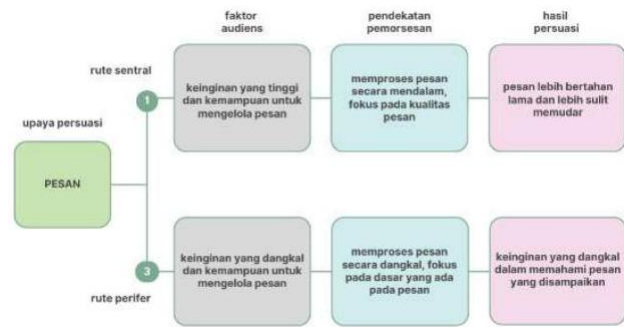 faktor
audiens
pendekatan
pemorsesan
hasil
persuasi
rute sentral
1
keinginan yang tinggi
dan kemampuan untuk
mengelola pesan
memproses pesan
secara mendalam,
fokus pada kualitas
pesan
pesan lebih bertahan
lama dan lebih sulit
memudar
upaya persuasi
PESAN
3
rute perifer
keinginan yang dangkal
dan kemampuan untuk
mengelola pesan
memproses pesan
secara dangkal, fokus
pada dasar yang ada
pada pesan
keinginan yang dangkal
dalam memahami pesan
yang disampaikan